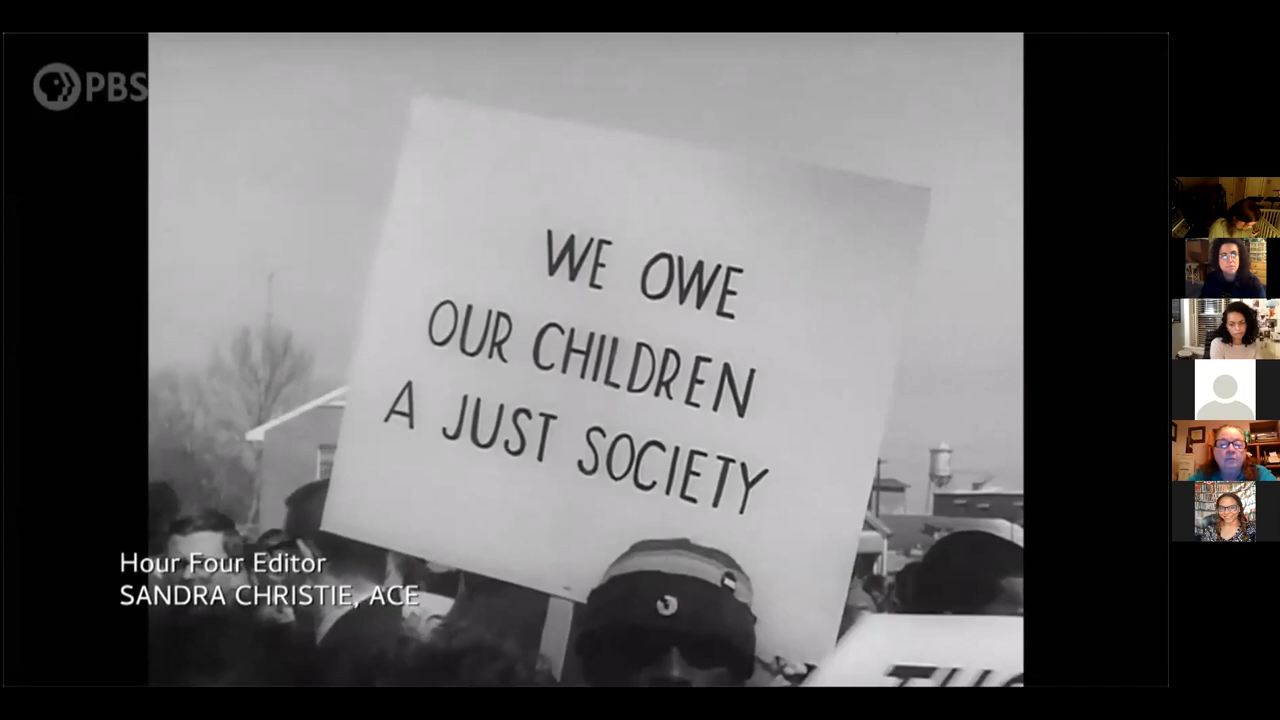 PBS
WE OWE
OUR CHILDREN
A JUST SOCIETY
Hour Four Editor
SANDRA CHRISTIE, ACE